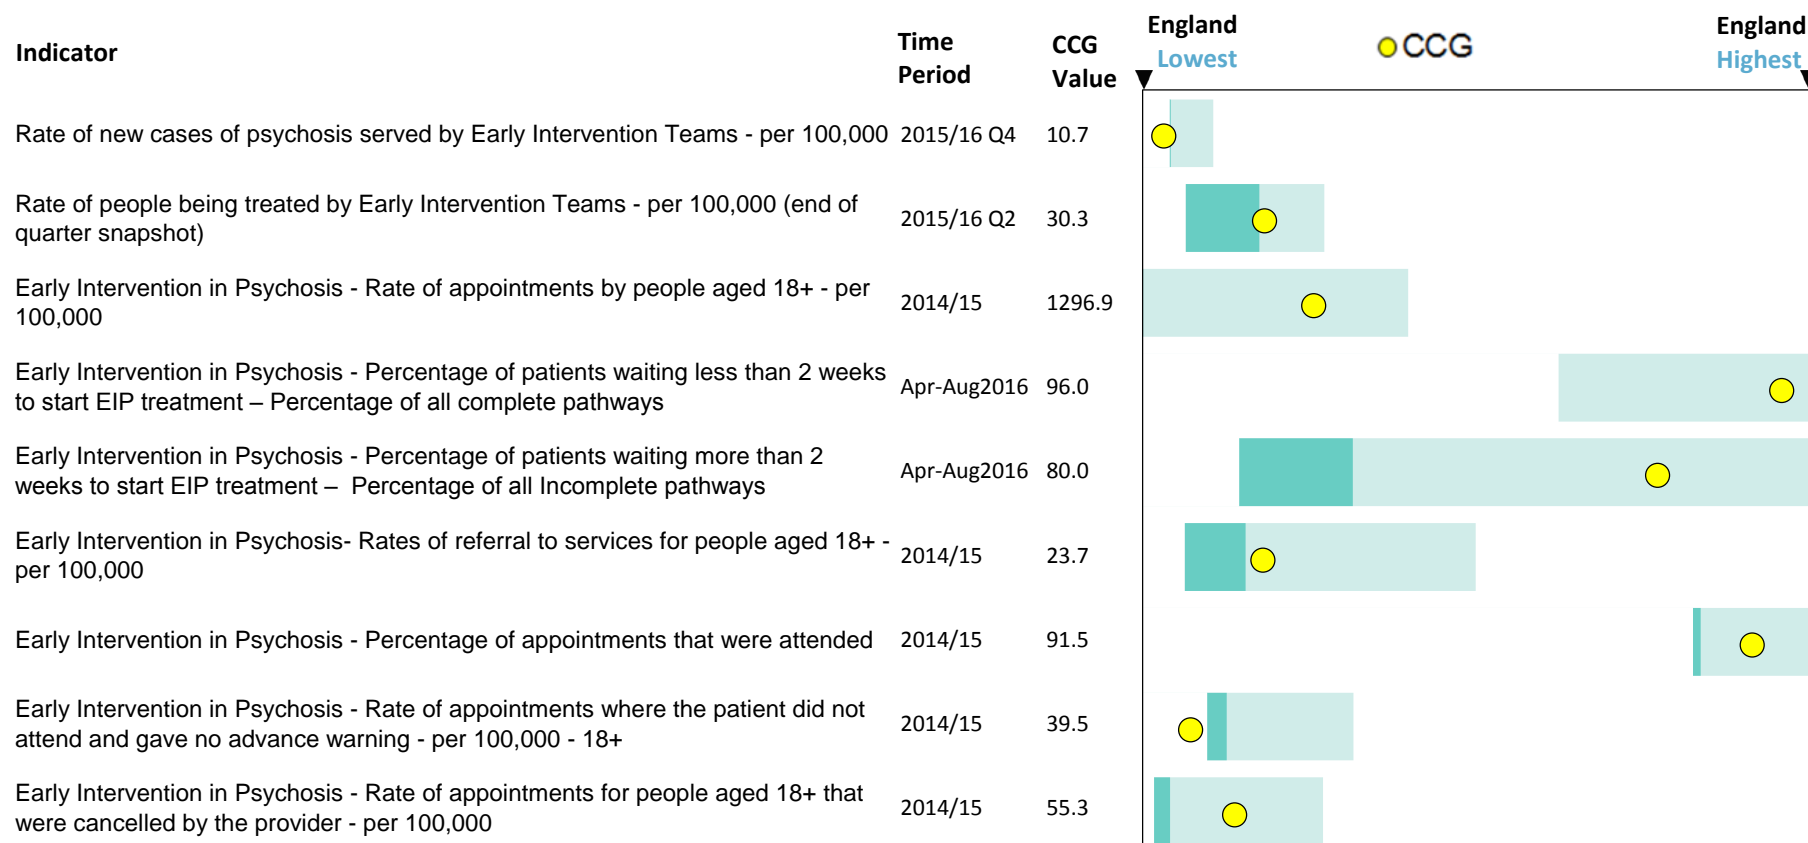 Indicator
Time Period
CCG Value
England Lowest
CCG
England Highest
Rate of new cases of psychosis served by Early Intervention Teams - per 100,000 2015/16 Q4 10.7
Rate of people being treated by Early Intervention Teams - per 100,000 (end of
quarter snapshot)
2015/16 Q2 30.3
Early Intervention in Psychosis - Rate of appointments by people aged 18+ - per
100,000
2014/15 1296.9
Early Intervention in Psychosis - Percentage of patients waiting less than 2 weeks
to start EIP treatment – Percentage of all complete pathways
Apr-Aug2016 96.0
Early Intervention in Psychosis - Percentage of patients waiting more than 2
weeks to start EIP treatment – Percentage of all Incomplete pathways
Apr-Aug2016 80.0
Early Intervention in Psychosis- Rates of referral to services for people aged 18+ -
per 100,000
2014/15 23.7
Early Intervention in Psychosis - Percentage of appointments that were attended 2014/15 91.5
Early Intervention in Psychosis - Rate of appointments where the patient did not
attend and gave no advance warning - per 100,000 - 18+
2014/15 39.5
Early Intervention in Psychosis - Rate of appointments for people aged 18+ that
were cancelled by the provider - per 100,000
2014/15 55.3